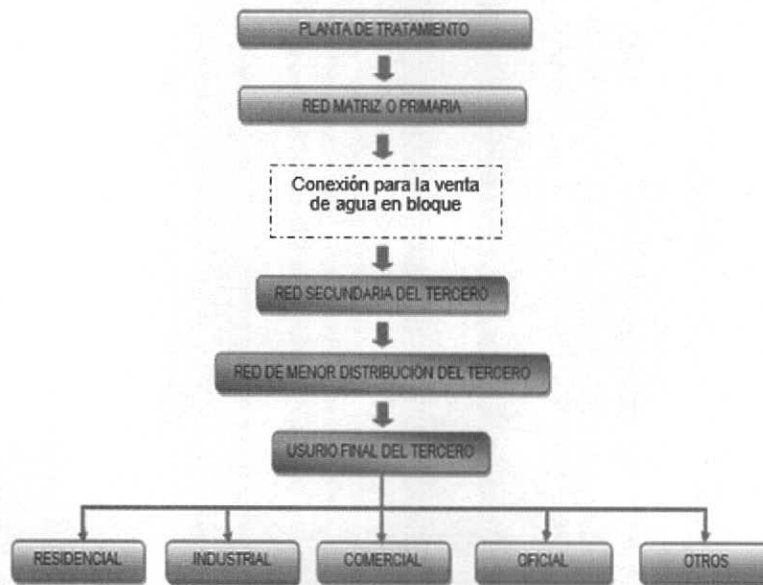 PLANTA DE TRATAMIENTO
RED MATRIZ O PRIMARIA
Conexión para la venta
de agua en bloque
RED SECUNDARIA DEL TERCERO
RED DE MENOR DISTRIBUCIÓN DEL TERCERO
USURIO FINAL DEL TERCERO
RESIDENCIAL
INDUSTRIAL
COMERCIAL
OFICIAL
OTROS